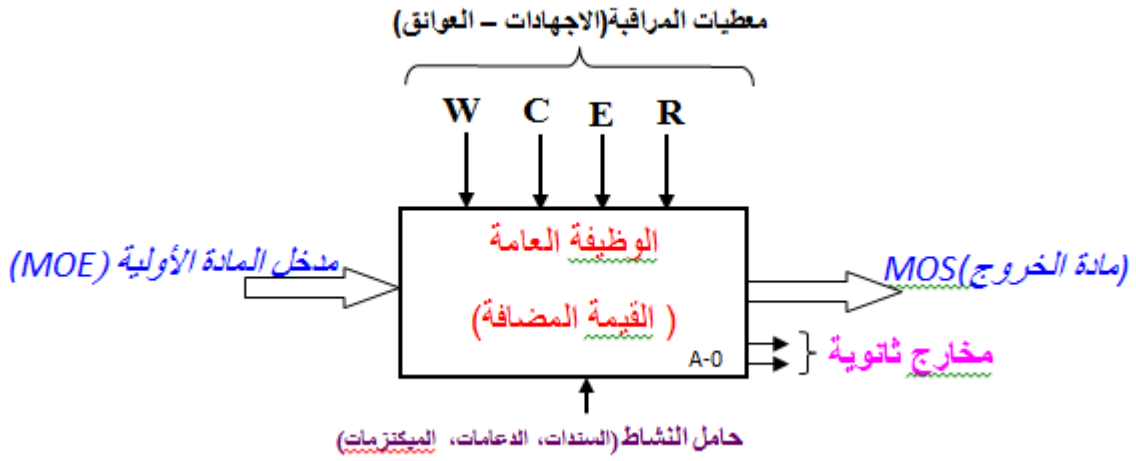 معطيات المراقبة(الاجهادات – العوائق)
W C E R
الوظيفة العامة
مدخل المادة الأولية (MOE)
MOS(مادة الخروج)
( القيمة المضافة)
A-0
مخارج ثانوية
حامل النشاط(السندات، الدعامات، الميكنزمات)